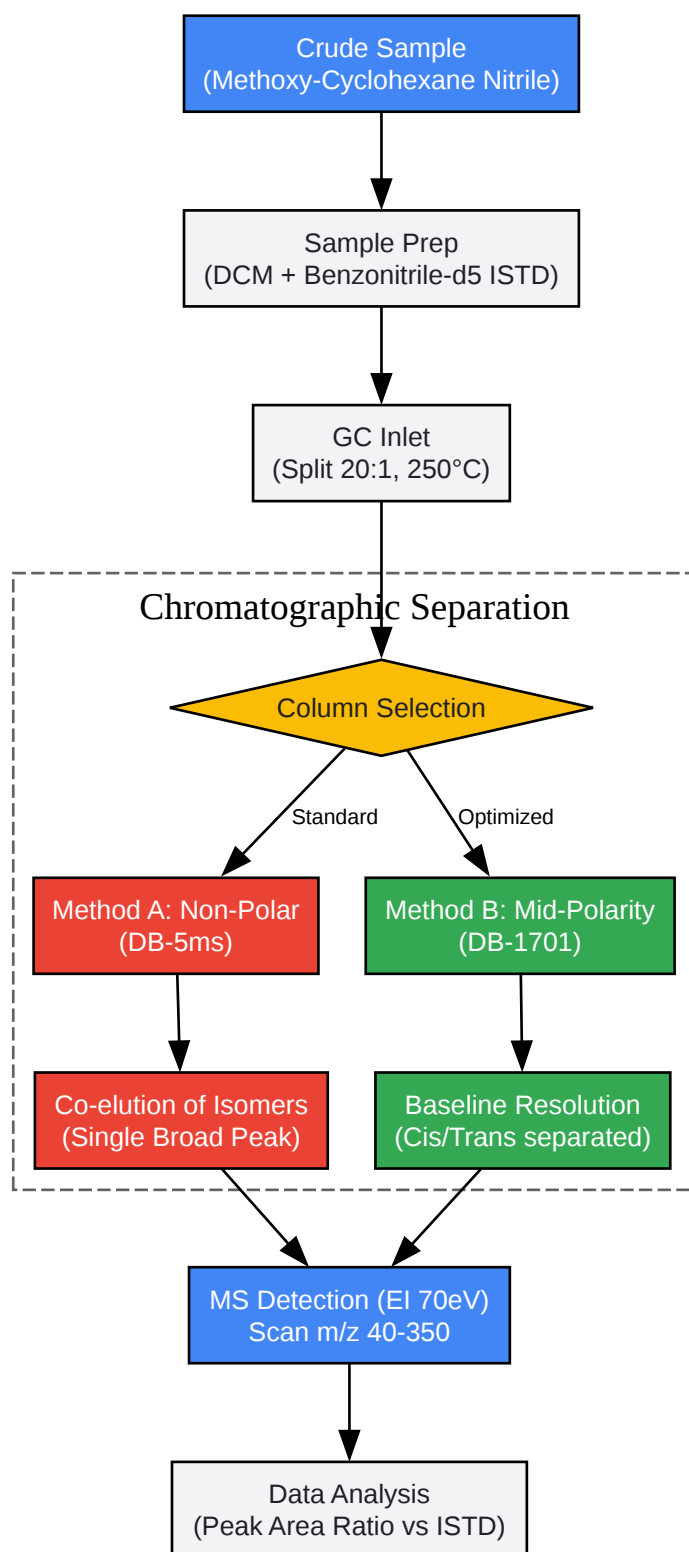 Crude Sample
(Methoxy-Cyclohexane Nitrile)
Sample Prep
(DCM + Benzonitrile-d5 ISTD)
GC Inlet
(Split 20:1, 250°C)
Chromatographic Separation
Column Selection
Standard
Optimized
Method A: Non-Polar
(DB-5ms)
Method B: Mid-Polarity
(DB-1701)
Co-elution of Isomers
(Single Broad Peak)
Baseline Resolution
(Cis/Trans separated)
MS Detection (EI 70eV)
Scan m/z 40-350
Data Analysis
(Peak Area Ratio vs ISTD)